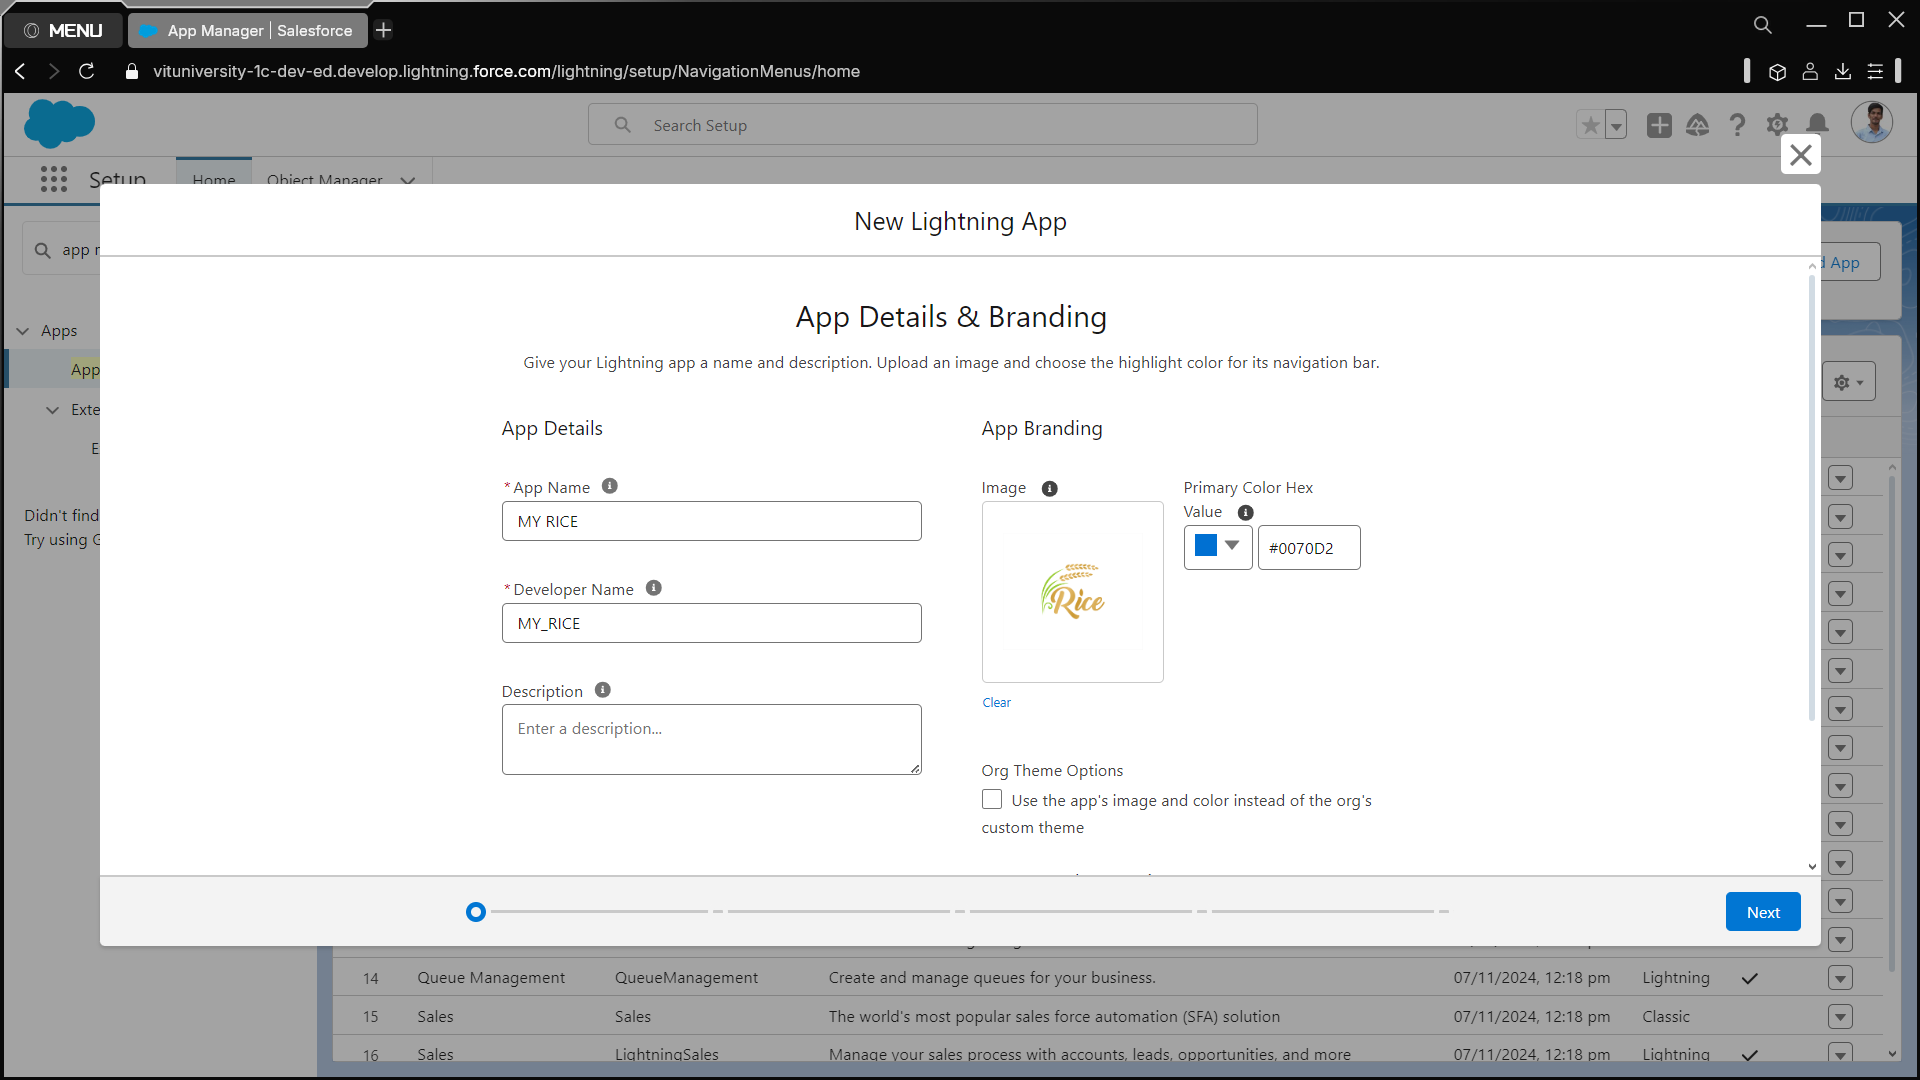 MENU
App Manager | Salesforce
vituniversity-1c-dev-ed.develop.lightning.force.com/lightning/setup/NavigationMenus/home
Search Setup
Setup
Home
Object Manager
New Lightning App
app
d App
App Details & Branding
Apps
Give your Lightning app a name and description. Upload an image and choose the highlight color for its navigation bar.
App
Exte
App Details
App Branding
E
*App Name
Image
Primary Color Hex
Value
Didn't find
MY RICE
Try using G
#0070D2
*Developer Name
Rice
MY_RICE
Description
Clear
Enter a description...
Org Theme Options
Use the app's image and color instead of the org's
custom theme
Next
14 Queue Management QueueManagement Create and manage queues for your business. 07/11/2024, 12:18 pm Lightning
15 Sales Sales The world's most popular sales force automation (SFA) solution 07/11/2024, 12:18 pm Classic
16 Sales LightningSales Manage your sales process with accounts, leads, opportunities, and more 07/11/2024, 12:18 pm Lightning